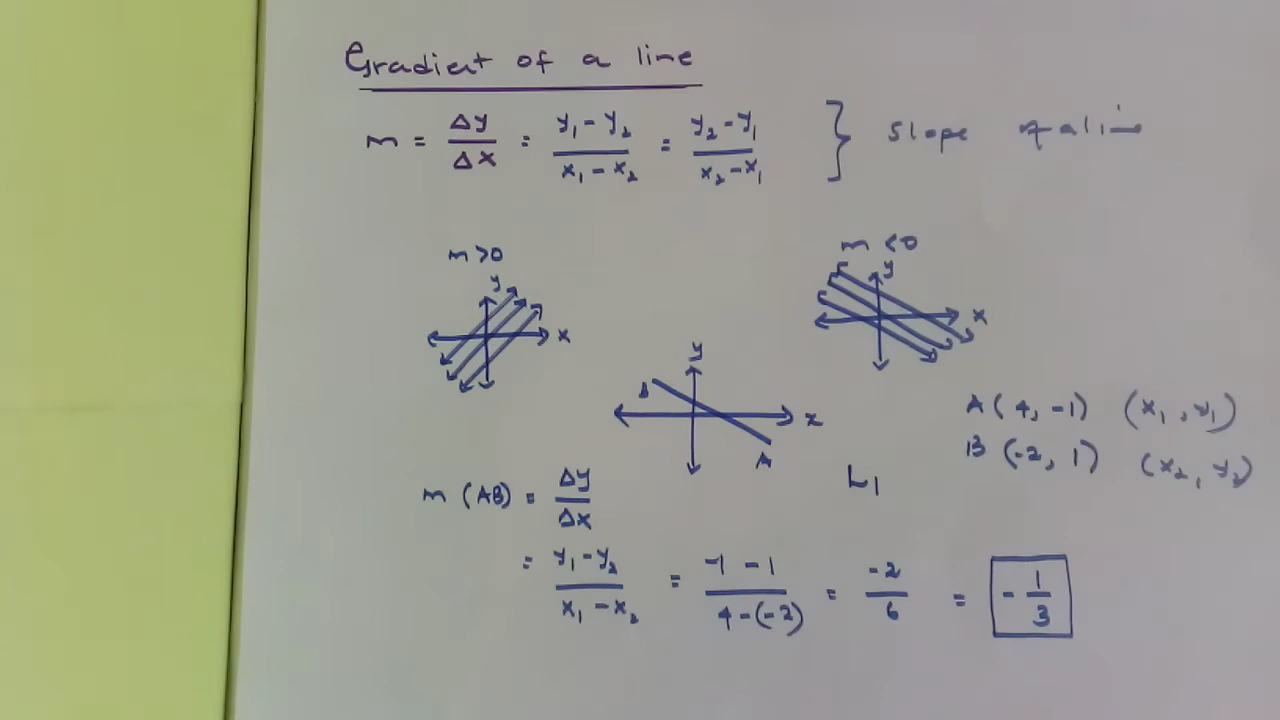 Gradient of a line
m = Δy/Δx = y₁ - y₂/x₁ - x₂ = y₂ - y₁/x₂ - x₁ } slope of a line
m > 0
m < 0
y
x
y
x
y
x
B
A
A (4, -1) (x₁, y₁)
B (-2, 1) (x₂, y₂)
L₁
m (AB) = Δy/Δx
= y₁ - y₂/x₁ - x₂ = -1 - 1/4 - (-2) = -2/6 = -1/3